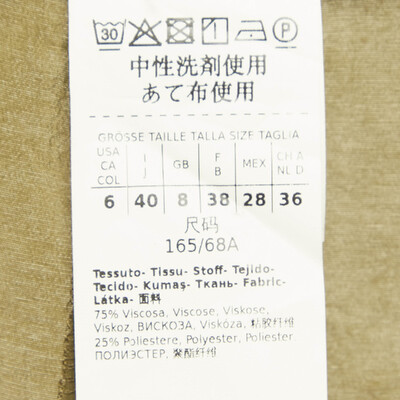 30 P
中性洗剤使用
あて布使用
GRÖSSE TAILLE TALLA SIZE TAGLIA
USA CA COL I J GB F B MEX CH A NL D
6 40 8 38 28 36
尺码
165/68A
Tessuto- Tissu- Stoff- Tejido-
Tecido- Kumaş- Ткань- Fabric-
Látka- 面料
75% Viscosa, Viscose, Viskose,
Viskoz, ВИСКОЗА, Viskóza, 粘胶纤维
25% Poliestere, Polyester, Poliester
ПОЛИЭСТЕР, 聚酯纤维